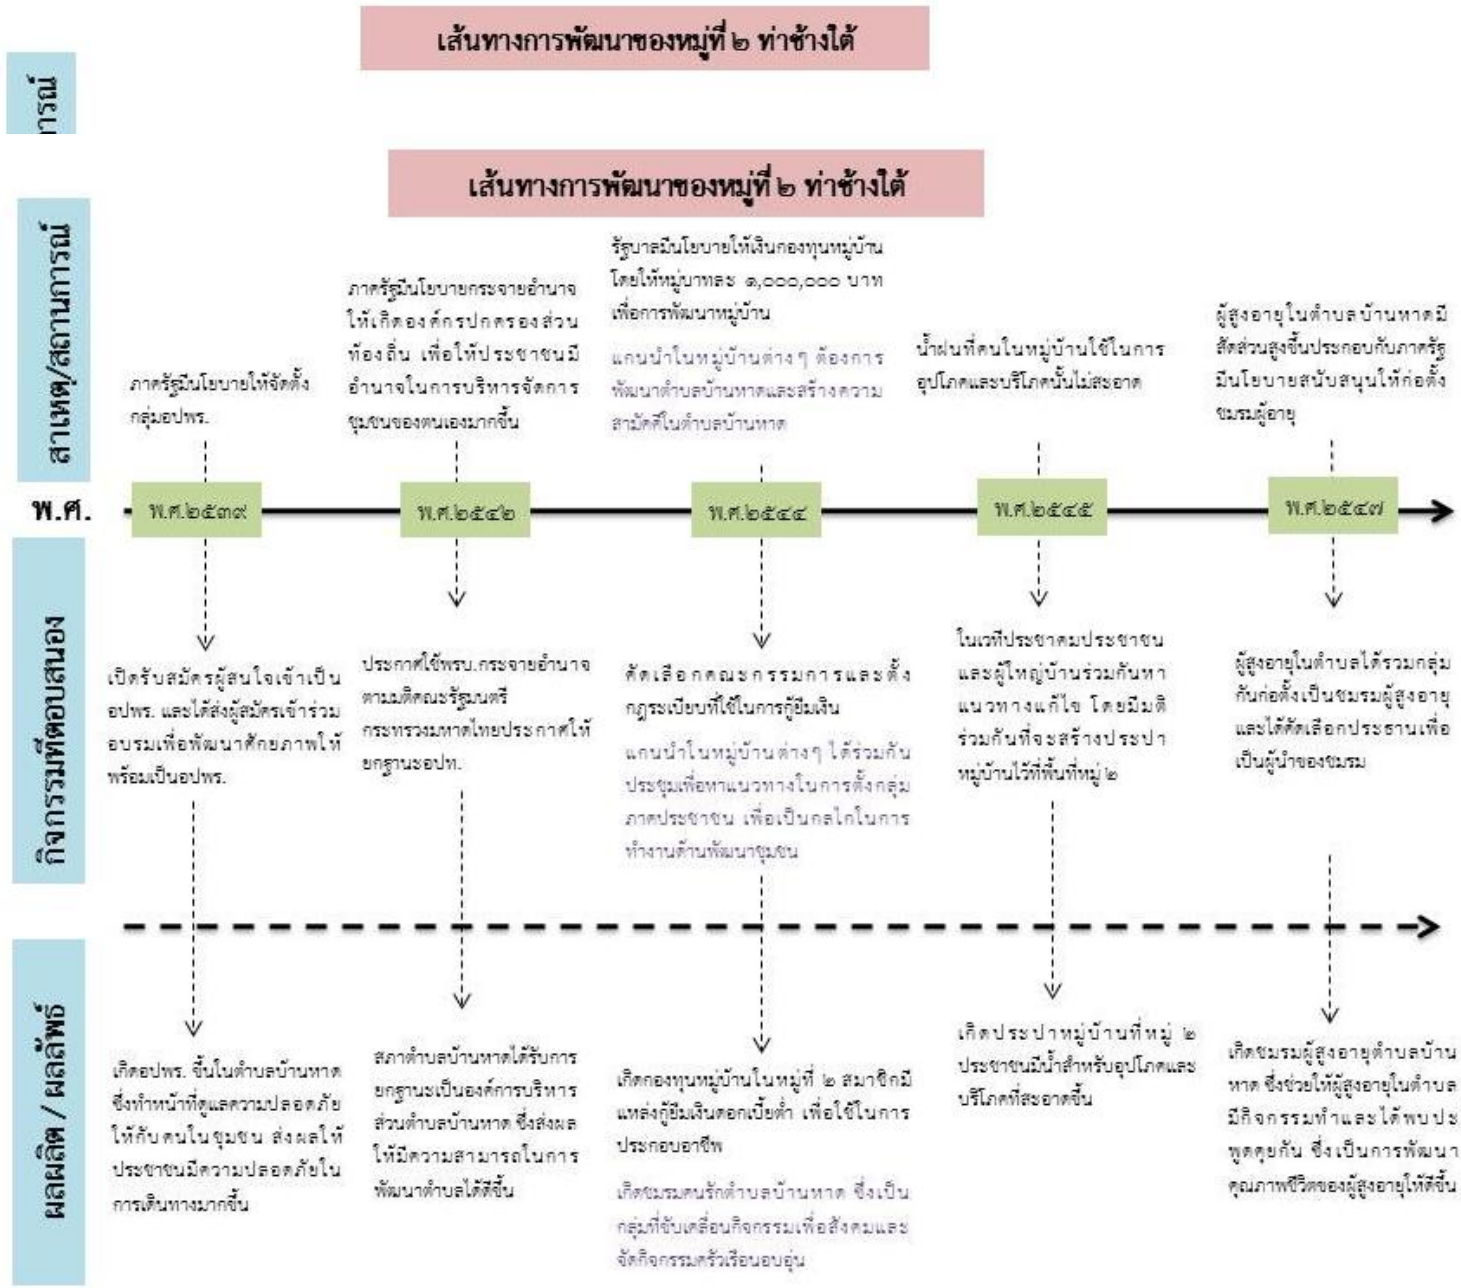 เส้นทางการพัฒนาของหมู่ที่ ๒ ท่าช้างใต้
ารณ์
เส้นทางการพัฒนาของหมู่ที่ ๒ ท่าช้างใต้
สาเหตุ/สถานการณ์
ภาครัฐมีนโยบายให้จัดตั้ง
กลุ่มอปพร.
ภาครัฐมีนโยบายกระจายอำนาจ
ให้เกิดองค์กรปกครองส่วน
ท้องถิ่น เพื่อให้ประชาชนมี
อำนาจในการบริหารจัดการ
ชุมชนของตนเองมากขึ้น
รัฐบาลมีนโยบายให้เงินกองทุนหมู่บ้าน
โดยให้หมู่บาทละ ๑,๐๐๐,๐๐๐ บาท
เพื่อการพัฒนาหมู่บ้าน
แกนนำในหมู่บ้านต่างๆ ต้องการ
พัฒนาตำบลบ้านหาดและสร้างความ
สามัคคีในตำบลบ้านหาด
น้ำฝนที่คนในหมู่บ้านใช้ในการ
อุปโภคและบริโภคนั้นไม่สะอาด
ผู้สูงอายุในตำบลบ้านหาดมี
สัดส่วนสูงขึ้นประกอบกับภาครัฐ
มีนโยบายสนับสนุนให้ก่อตั้ง
ชมรมผู้อายุ
พ.ศ.
พ.ศ.๒๕๓๙
พ.ศ.๒๕๔๒
พ.ศ.๒๕๔๔
พ.ศ.๒๕๔๕
พ.ศ.๒๕๔๗
กิจกรรมที่ตอบสนอง
เปิดรับสมัครผู้สนใจเข้าเป็น
อปพร. และได้ส่งผู้สมัครเข้าร่วม
อบรมเพื่อพัฒนาศักยภาพให้
พร้อมเป็นอปพร.
ประกาศใช้พรบ.กระจายอำนาจ
ตามมติคณะรัฐมนตรี
กระทรวงมหาดไทยประกาศให้
ยกฐานะอปท.
คัดเลือกคณะกรรมการและตั้ง
กฎระเบียบที่ใช้ในการกู้ยืมเงิน
แกนนำในหมู่บ้านต่างๆ ได้ร่วมกัน
ประชุมเพื่อหาแนวทางในการตั้งกลุ่ม
ภาคประชาชน เพื่อเป็นกลไกในการ
ทำงานด้านพัฒนาชุมชน
ในเวทีประชาคมประชาชน
และผู้ใหญ่บ้านร่วมกันหา
แนวทางแก้ไข โดยมีมติ
ร่วมกันที่จะสร้างประปา
หมู่บ้านไว้ที่พื้นที่หมู่ ๒
ผู้สูงอายุในตำบลได้รวมกลุ่ม
กันก่อตั้งเป็นชมรมผู้สูงอายุ
และได้คัดเลือกประธานเพื่อ
เป็นผู้นำของชมรม
ผลผลิต / ผลลัพธ์
เกิดอปพร. ขึ้นในตำบลบ้านหาด
ซึ่งทำหน้าที่ดูแลความปลอดภัย
ให้กับคนในชุมชน ส่งผลให้
ประชาชนมีความปลอดภัยใน
การเดินทางมากขึ้น
สภาตำบลบ้านหาดได้รับการ
ยกฐานะเป็นองค์การบริหาร
ส่วนตำบลบ้านหาด ซึ่งส่งผล
ให้มีความสามารถในการ
พัฒนาตำบลได้ดีขึ้น
เกิดกองทุนหมู่บ้านในหมู่ที่ ๒ สมาชิกมี
แหล่งกู้ยืมเงินดอกเบี้ยต่ำ เพื่อใช้ในการ
ประกอบอาชีพ
เกิดชมรมคนรักตำบลบ้านหาด ซึ่งเป็น
กลุ่มที่ขับเคลื่อนกิจกรรมเพื่อสังคมและ
จัดกิจกรรมครัวเรือนอบอุ่น
เกิดประปาหมู่บ้านที่หมู่ ๒
ประชาชนมีน้ำสำหรับอุปโภคและ
บริโภคที่สะอาดขึ้น
เกิดชมรมผู้สูงอายุตำบลบ้าน
หาด ซึ่งช่วยให้ผู้สูงอายุในตำบล
มีกิจกรรมทำและได้พบปะ
พูดคุยกัน ซึ่งเป็นการพัฒนา
คุณภาพชีวิตของผู้สูงอายุให้ดีขึ้น